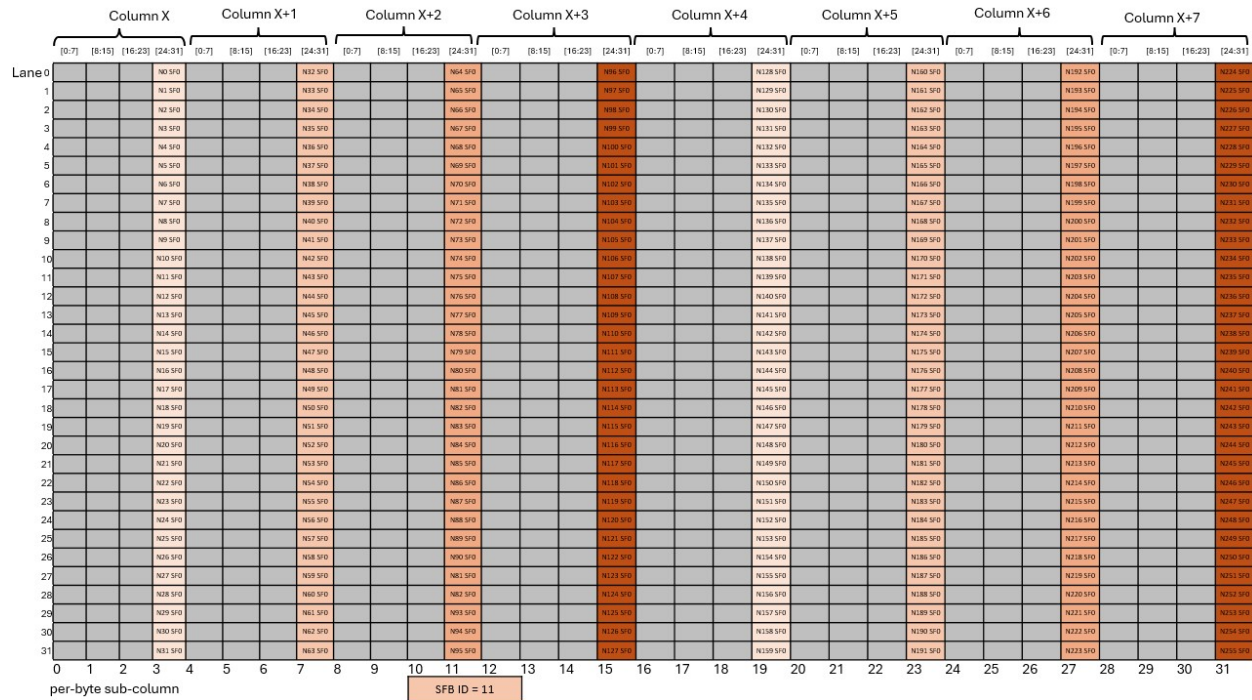 Column X Column X+1 Column X+2 Column X+3 Column X+4 Column X+5 Column X+6 Column X+7
[0:7] [8:15] [16:23] [24:31] [0:7] [8:15] [16:23] [24:31] [0:7] [8:15] [16:23] [24:31] [0:7] [8:15] [16:23] [24:31] [0:7] [8:15] [16:23] [24:31] [0:7] [8:15] [16:23] [24:31] [0:7] [8:15] [16:23] [24:31] [0:7] [8:15] [16:23] [24:31]
Lane 0 N0 SF0 N32 SF0 N64 SF0 N96 SF0 N128 SF0 N160 SF0 N192 SF0 N224 SF0
1 N1 SF0 N33 SF0 N65 SF0 N97 SF0 N129 SF0 N161 SF0 N193 SF0 N225 SF0
2 N2 SF0 N34 SF0 N66 SF0 N98 SF0 N130 SF0 N162 SF0 N194 SF0 N226 SF0
3 N3 SF0 N35 SF0 N67 SF0 N99 SF0 N131 SF0 N163 SF0 N195 SF0 N227 SF0
4 N4 SF0 N36 SF0 N68 SF0 N100 SF0 N132 SF0 N164 SF0 N196 SF0 N228 SF0
5 N5 SF0 N37 SF0 N69 SF0 N101 SF0 N133 SF0 N165 SF0 N197 SF0 N229 SF0
6 N6 SF0 N38 SF0 N70 SF0 N102 SF0 N134 SF0 N166 SF0 N198 SF0 N230 SF0
7 N7 SF0 N39 SF0 N71 SF0 N103 SF0 N135 SF0 N167 SF0 N199 SF0 N231 SF0
8 N8 SF0 N40 SF0 N72 SF0 N104 SF0 N136 SF0 N168 SF0 N200 SF0 N232 SF0
9 N9 SF0 N41 SF0 N73 SF0 N105 SF0 N137 SF0 N169 SF0 N201 SF0 N233 SF0
10 N10 SF0 N42 SF0 N74 SF0 N106 SF0 N138 SF0 N170 SF0 N202 SF0 N234 SF0
11 N11 SF0 N43 SF0 N75 SF0 N107 SF0 N139 SF0 N171 SF0 N203 SF0 N235 SF0
12 N12 SF0 N44 SF0 N76 SF0 N108 SF0 N140 SF0 N172 SF0 N204 SF0 N236 SF0
13 N13 SF0 N45 SF0 N77 SF0 N109 SF0 N141 SF0 N173 SF0 N205 SF0 N237 SF0
14 N14 SF0 N46 SF0 N78 SF0 N110 SF0 N142 SF0 N174 SF0 N206 SF0 N238 SF0
15 N15 SF0 N47 SF0 N79 SF0 N111 SF0 N143 SF0 N175 SF0 N207 SF0 N239 SF0
16 N16 SF0 N48 SF0 N80 SF0 N112 SF0 N144 SF0 N176 SF0 N208 SF0 N240 SF0
17 N17 SF0 N49 SF0 N81 SF0 N113 SF0 N145 SF0 N177 SF0 N209 SF0 N241 SF0
18 N18 SF0 N50 SF0 N82 SF0 N114 SF0 N146 SF0 N178 SF0 N210 SF0 N242 SF0
19 N19 SF0 N51 SF0 N83 SF0 N115 SF0 N147 SF0 N179 SF0 N211 SF0 N243 SF0
20 N20 SF0 N52 SF0 N84 SF0 N116 SF0 N148 SF0 N180 SF0 N212 SF0 N244 SF0
21 N21 SF0 N53 SF0 N85 SF0 N117 SF0 N149 SF0 N181 SF0 N213 SF0 N245 SF0
22 N22 SF0 N54 SF0 N86 SF0 N118 SF0 N150 SF0 N182 SF0 N214 SF0 N246 SF0
23 N23 SF0 N55 SF0 N87 SF0 N119 SF0 N151 SF0 N183 SF0 N215 SF0 N247 SF0
24 N24 SF0 N56 SF0 N88 SF0 N120 SF0 N152 SF0 N184 SF0 N216 SF0 N248 SF0
25 N25 SF0 N57 SF0 N89 SF0 N121 SF0 N153 SF0 N185 SF0 N217 SF0 N249 SF0
26 N26 SF0 N58 SF0 N90 SF0 N122 SF0 N154 SF0 N186 SF0 N218 SF0 N250 SF0
27 N27 SF0 N59 SF0 N81 SF0 N123 SF0 N155 SF0 N187 SF0 N219 SF0 N251 SF0
28 N28 SF0 N60 SF0 N82 SF0 N124 SF0 N156 SF0 N188 SF0 N220 SF0 N252 SF0
29 N29 SF0 N61 SF0 N93 SF0 N125 SF0 N157 SF0 N189 SF0 N221 SF0 N253 SF0
30 N30 SF0 N62 SF0 N94 SF0 N126 SF0 N158 SF0 N190 SF0 N222 SF0 N254 SF0
31 N31 SF0 N63 SF0 N95 SF0 N127 SF0 N159 SF0 N191 SF0 N223 SF0 N255 SF0
0 1 2 3 4 5 6 7 8 9 10 11 12 13 14 15 16 17 18 19 20 21 22 23 24 25 26 27 28 29 30 31
per-byte sub-column
SFB ID = 11